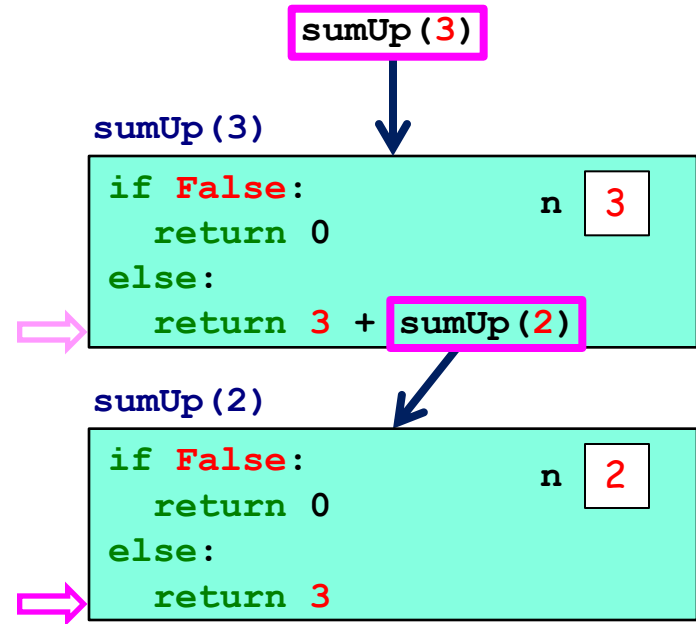 sumUp(3)
sumUp(3)
if False:
n 3
return 0
else:
return 3 + sumUp(2)
sumUp(2)
if False:
n 2
return 0
else:
return 3